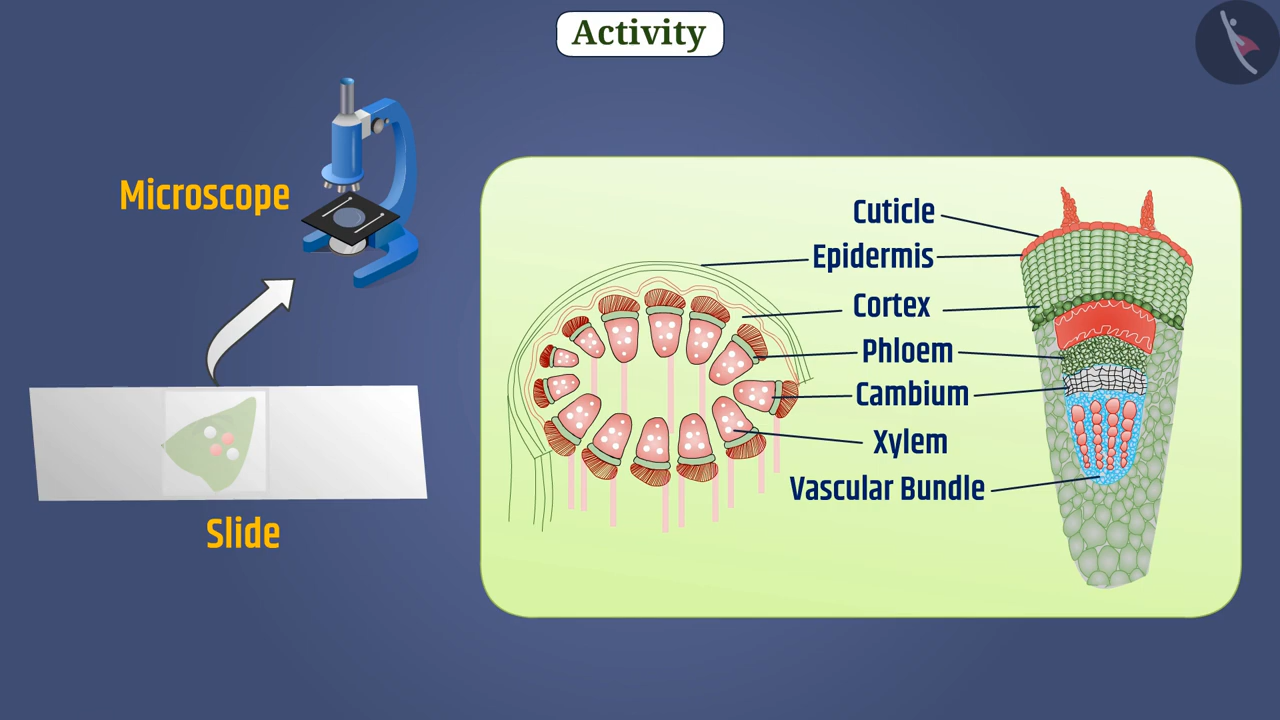 Activity
Microscope
Slide
Cuticle
Epidermis
Cortex
Phloem
Cambium
Xylem
Vascular Bundle